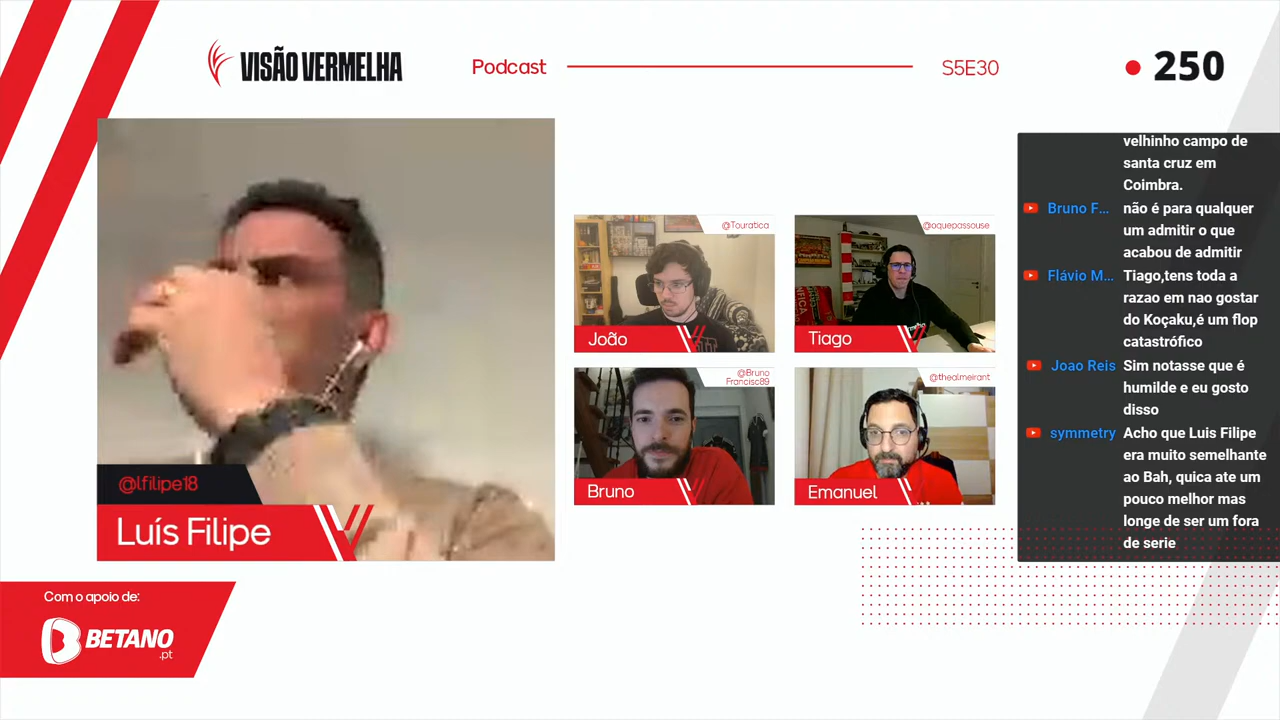 VISÃO VERMELHA
Podcast
S5E30
250
@lfilipe18
Luís Filipe
@Touratica
João
@oquepassouse
Tiago
@Bruno
Francisc89
Bruno
@thealmeirant
Emanuel
velhinho campo de
santa cruz em
Coimbra.
Bruno F... não é para qualquer
um admitir o que
acabou de admitir
Flávio M... Tiago,tens toda a
razao em nao gostar
do Koçaku,é um flop
catastrófico
Joao Reis Sim notasse que é
humilde e eu gosto
disso
symmetry Acho que Luis Filipe
era muito semelhante
ao Bah, quica ate um
pouco melhor mas
longe de ser um fora
de serie
Com o apoio de:
BETANO
.pt